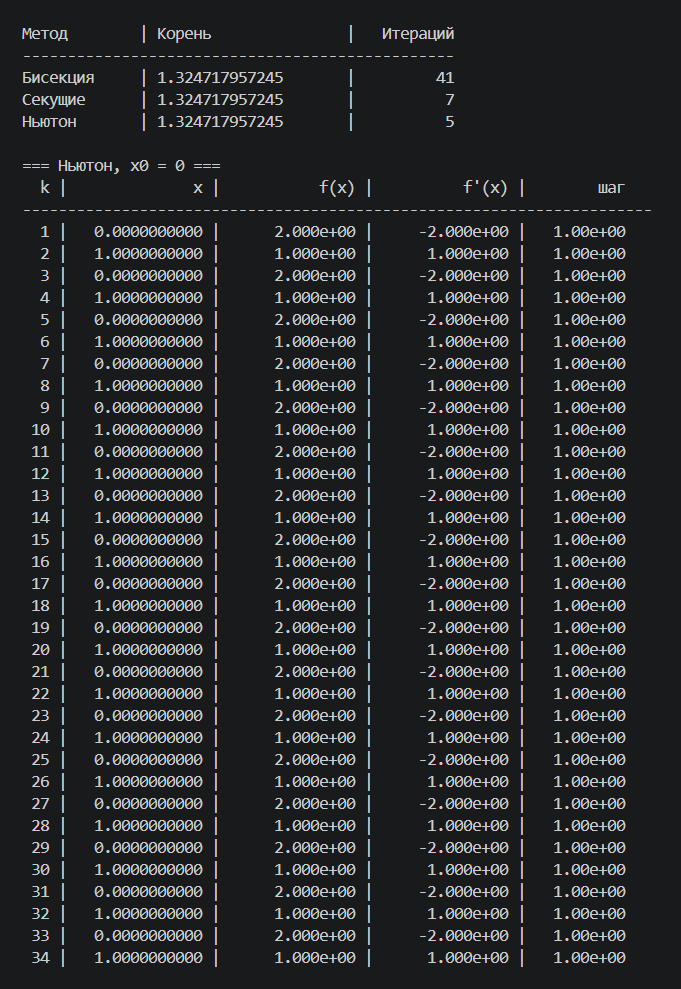 Метод        | Корень               |   Итераций
------------------------------------------------
Бисекция     | 1.324717957245       |         41
Секущие      | 1.324717957245       |          7
Ньютон       | 1.324717957245       |          5
=== Ньютон, x0 = 0 ===
  k |              x |           f(x) |          f'(x) |        шаг
----------------------------------------------------------------------
  1 |   0.0000000000 |      2.000e+00 |     -2.000e+00 |   1.00e+00
  2 |   1.0000000000 |      1.000e+00 |      1.000e+00 |   1.00e+00
  3 |   0.0000000000 |      2.000e+00 |     -2.000e+00 |   1.00e+00
  4 |   1.0000000000 |      1.000e+00 |      1.000e+00 |   1.00e+00
  5 |   0.0000000000 |      2.000e+00 |     -2.000e+00 |   1.00e+00
  6 |   1.0000000000 |      1.000e+00 |      1.000e+00 |   1.00e+00
  7 |   0.0000000000 |      2.000e+00 |     -2.000e+00 |   1.00e+00
  8 |   1.0000000000 |      1.000e+00 |      1.000e+00 |   1.00e+00
  9 |   0.0000000000 |      2.000e+00 |     -2.000e+00 |   1.00e+00
 10 |   1.0000000000 |      1.000e+00 |      1.000e+00 |   1.00e+00
 11 |   0.0000000000 |      2.000e+00 |     -2.000e+00 |   1.00e+00
 12 |   1.0000000000 |      1.000e+00 |      1.000e+00 |   1.00e+00
 13 |   0.0000000000 |      2.000e+00 |     -2.000e+00 |   1.00e+00
 14 |   1.0000000000 |      1.000e+00 |      1.000e+00 |   1.00e+00
 15 |   0.0000000000 |      2.000e+00 |     -2.000e+00 |   1.00e+00
 16 |   1.0000000000 |      1.000e+00 |      1.000e+00 |   1.00e+00
 17 |   0.0000000000 |      2.000e+00 |     -2.000e+00 |   1.00e+00
 18 |   1.0000000000 |      1.000e+00 |      1.000e+00 |   1.00e+00
 19 |   0.0000000000 |      2.000e+00 |     -2.000e+00 |   1.00e+00
 20 |   1.0000000000 |      1.000e+00 |      1.000e+00 |   1.00e+00
 21 |   0.0000000000 |      2.000e+00 |     -2.000e+00 |   1.00e+00
 22 |   1.0000000000 |      1.000e+00 |      1.000e+00 |   1.00e+00
 23 |   0.0000000000 |      2.000e+00 |     -2.000e+00 |   1.00e+00
 24 |   1.0000000000 |      1.000e+00 |      1.000e+00 |   1.00e+00
 25 |   0.0000000000 |      2.000e+00 |     -2.000e+00 |   1.00e+00
 26 |   1.0000000000 |      1.000e+00 |      1.000e+00 |   1.00e+00
 27 |   0.0000000000 |      2.000e+00 |     -2.000e+00 |   1.00e+00
 28 |   1.0000000000 |      1.000e+00 |      1.000e+00 |   1.00e+00
 29 |   0.0000000000 |      2.000e+00 |     -2.000e+00 |   1.00e+00
 30 |   1.0000000000 |      1.000e+00 |      1.000e+00 |   1.00e+00
 31 |   0.0000000000 |      2.000e+00 |     -2.000e+00 |   1.00e+00
 32 |   1.0000000000 |      1.000e+00 |      1.000e+00 |   1.00e+00
 33 |   0.0000000000 |      2.000e+00 |     -2.000e+00 |   1.00e+00
 34 |   1.0000000000 |      1.000e+00 |      1.000e+00 |   1.00e+00